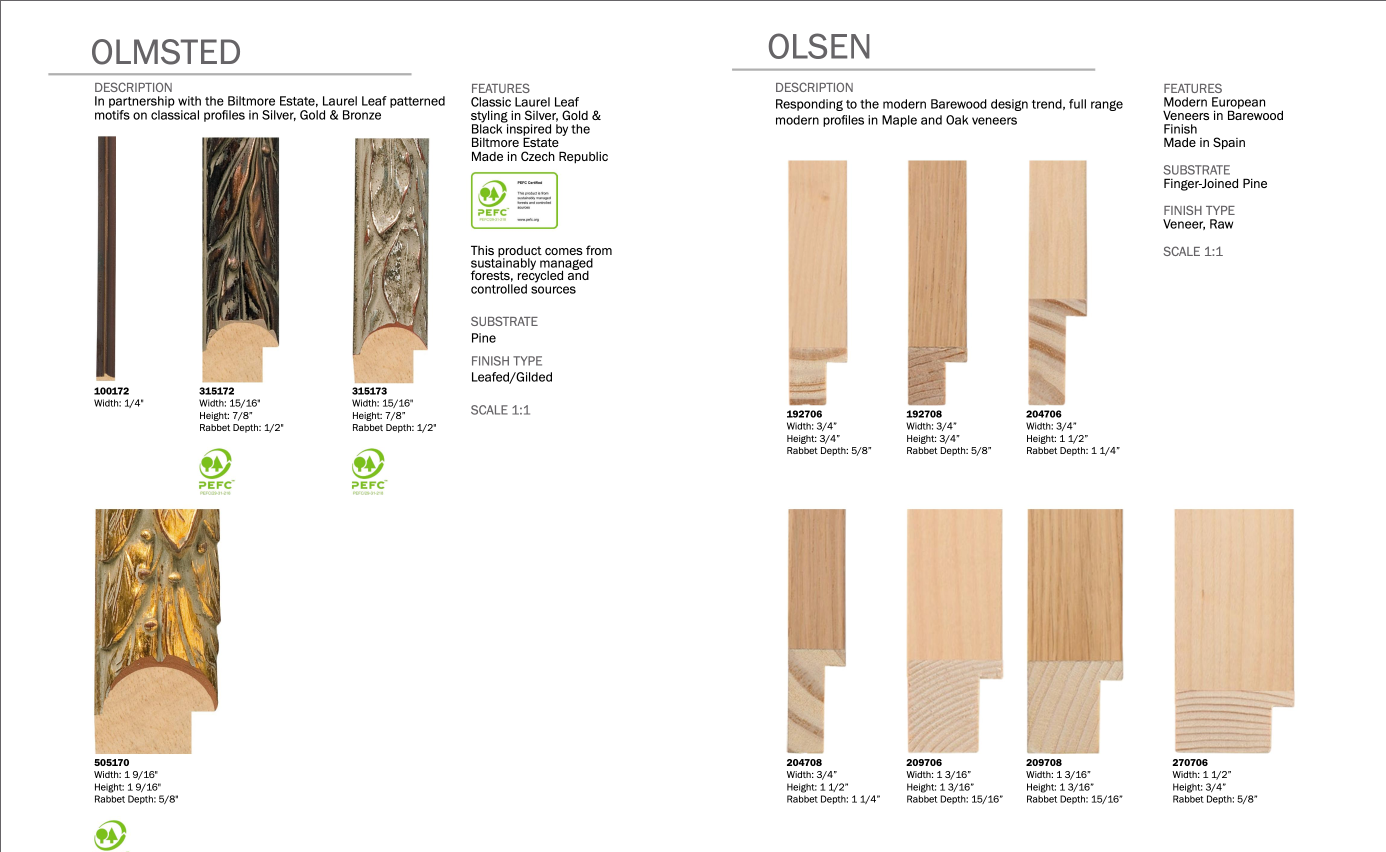 OLMSTED
DESCRIPTION
In partnership with the Biltmore Estate, Laurel Leaf patterned
motifs on classical profiles in Silver, Gold & Bronze
FEATURES
Classic Laurel Leaf
styling in Silver, Gold &
Black inspired by the
Biltmore Estate
Made in Czech Republic
PEFC
PEFC Certified
This product is from
sustainably managed
forests and controlled
sources
www.pefc.org
This product comes from
sustainably managed
forests, recycled and
controlled sources
SUBSTRATE
Pine
FINISH TYPE
Leafed/Gilded
SCALE 1:1
100172
Width: 1/4"
315172
Width: 15/16"
Height: 7/8"
Rabbet Depth: 1/2"
PEFC
315173
Width: 15/16"
Height: 7/8"
Rabbet Depth: 1/2"
PEFC
505170
Width: 1 9/16"
Height: 1 9/16"
Rabbet Depth: 5/8"
OLSEN
DESCRIPTION
Responding to the modern Barewood design trend, full range
modern profiles in Maple and Oak veneers
FEATURES
Modern European
Veneers in Barewood
Finish
Made in Spain
SUBSTRATE
Finger-Joined Pine
FINISH TYPE
Veneer, Raw
SCALE 1:1
192706
Width: 3/4”
Height: 3/4”
Rabbet Depth: 5/8”
192708
Width: 3/4”
Height: 3/4”
Rabbet Depth: 5/8”
204706
Width: 3/4”
Height: 1 1/2”
Rabbet Depth: 1 1/4”
204708
Width: 3/4”
Height: 1 1/2”
Rabbet Depth: 1 1/4”
209706
Width: 1 3/16”
Height: 1 3/16”
Rabbet Depth: 15/16”
209708
Width: 1 3/16”
Height: 1 3/16”
Rabbet Depth: 15/16”
270706
Width: 1 1/2”
Height: 3/4”
Rabbet Depth: 5/8”